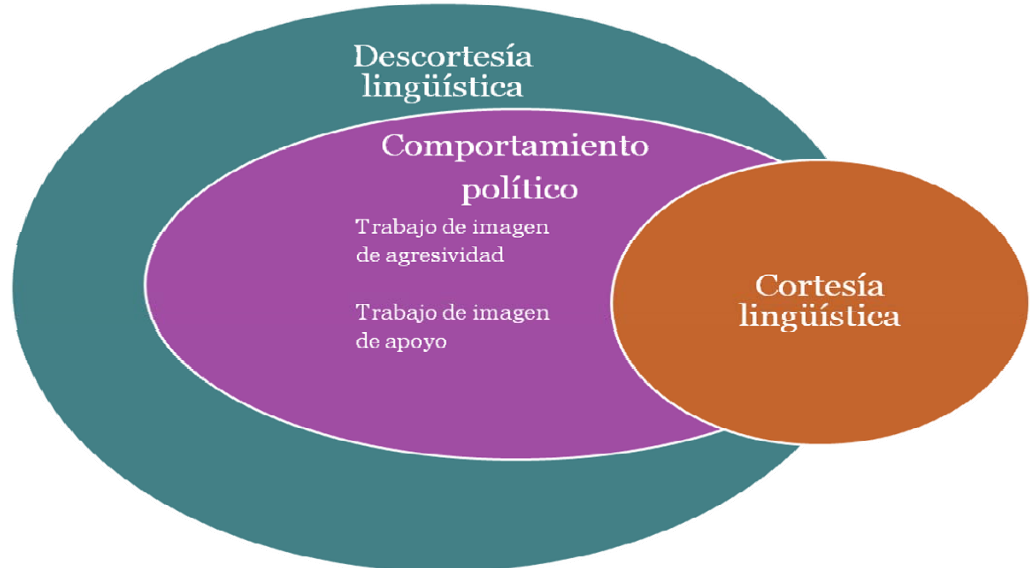 Descortesía
lingüística
Comportamiento
político
Trabajo de imagen
de agresividad
Trabajo de imagen
de apoyo
Cortesía
lingüística